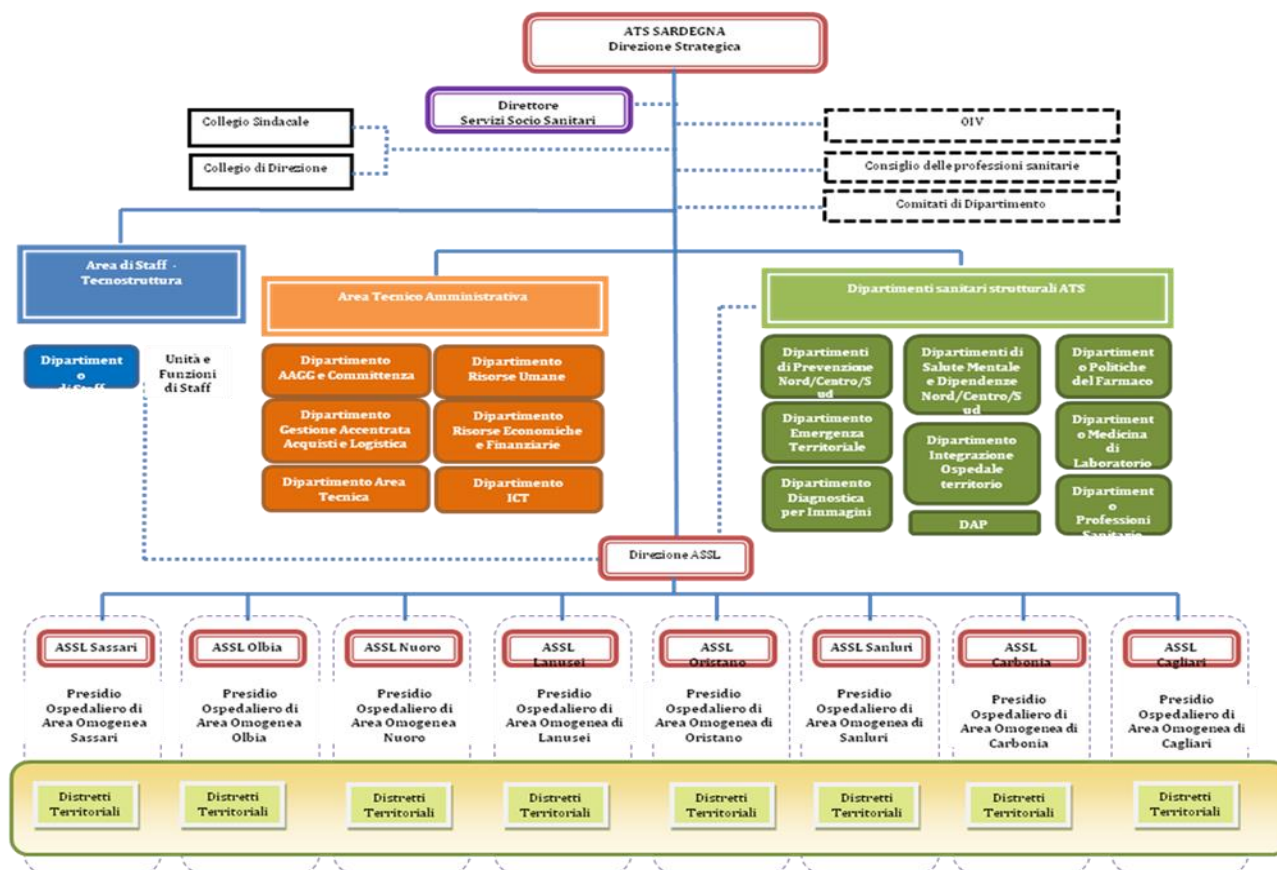 ATS SARDEGNA
Direzione Strategica
Direttore
Servizi Socio Sanitari
Collegio Sindacale
Collegio di Direzione
OIV
Consiglio delle professioni sanitarie
Comitati di Dipartimento
Area di Staff -
Tecnostruttura
Area Tecnico Amministrativa
Dipartimenti sanitari strutturali ATS
Dipartiment
o
di Staff
Unità e
Funzioni
di Staff
Dipartimento
AAGG e Committenza
Dipartimento
Risorse Umane
Dipartimento
Gestione Accentrata
Acquisti e Logistica
Dipartimento
Risorse Economiche
e Finanziarie
Dipartimento Area
Tecnica
Dipartimento
ICT
Dipartimenti
di Prevenzione
Nord/Centro/S
ud
Dipartimenti di
Salute Mentale
e Dipendenze
Nord/Centro/S
ud
Dipartiment
o Politiche
del Farmaco
Dipartimento
Emergenza
Territoriale
Dipartimento
Integrazione
Ospedale
territorio
Dipartiment
o Medicina
di
Laboratorio
Dipartimento
Diagnostica
per Immagini
DAP
Dipartiment
o
Professioni
Sanitarie
Direzione ASSL
ASSL Sassari
ASSL Olbia
ASSL Nuoro
ASSL
Lanusei
ASSL
Oristano
ASSL Sanluri
ASSL
Carbonia
ASSL
Cagliari
Presidio
Ospedaliero di
Area Omogenea
Sassari
Presidio
Ospedaliero di
Area Omogenea
Olbia
Presidio
Ospedaliero di
Area Omogenea
Nuoro
Presidio
Ospedaliero di
Area Omogenea di
Lanusei
Presidio
Ospedaliero di
Area Omogenea di
Oristano
Presidio
Ospedaliero di
Area Omogenea di
Sanluri
Presidio
Ospedaliero di
Area Omogenea di
Carbonia
Presidio
Ospedaliero di
Area Omogenea di
Cagliari
Distretti
Territoriali
Distretti
Territoriali
Distretti
Territoriali
Distretti
Territoriali
Distretti
Territoriali
Distretti
Territoriali
Distretti
Territoriali
Distretti
Territoriali